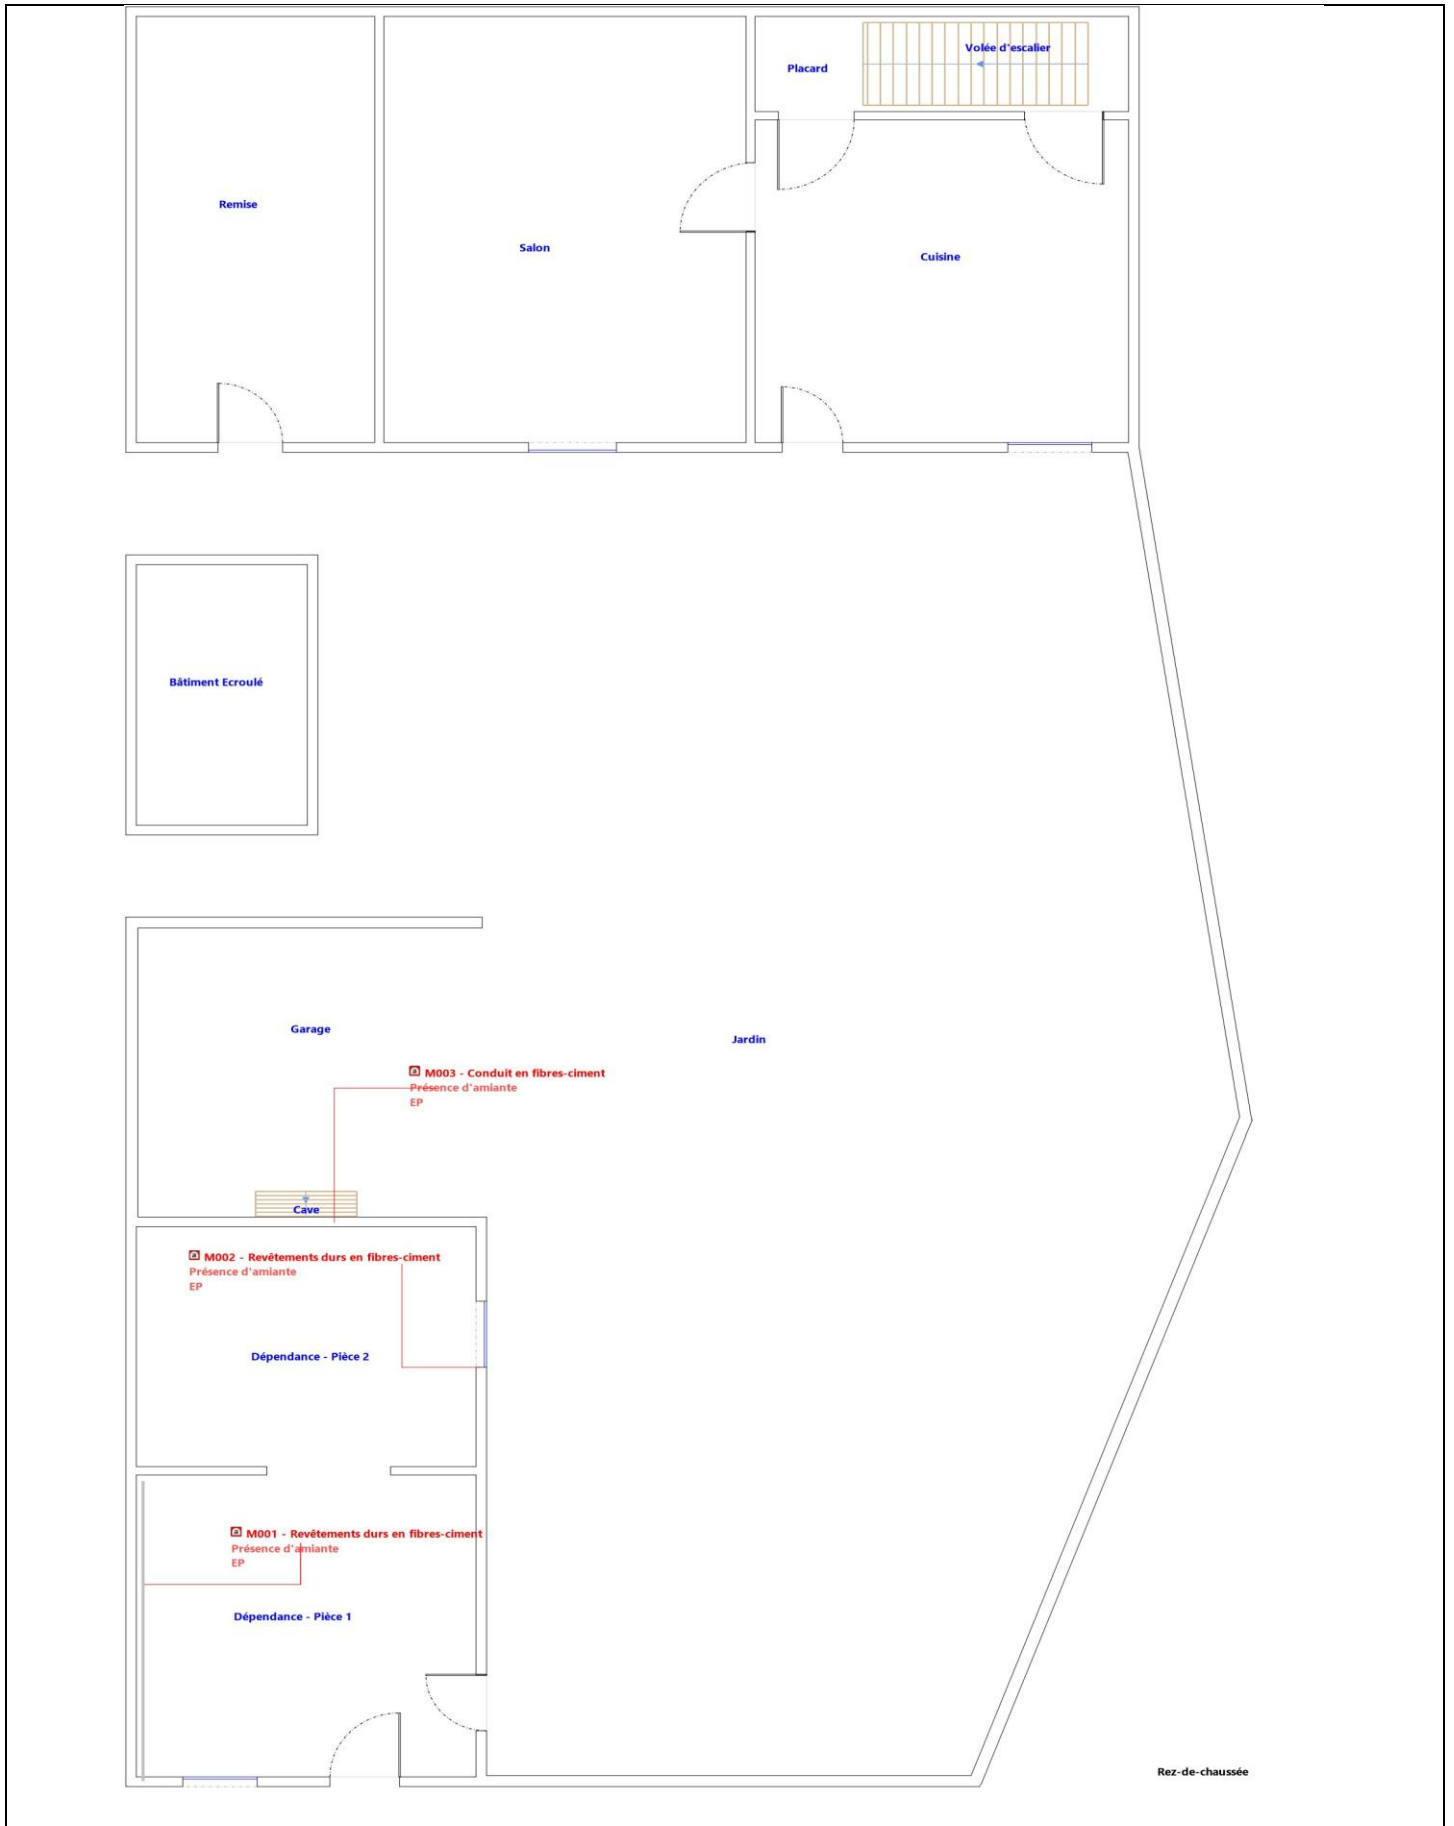 Volée d'escalier
Placard
Remise
Salon
Cuisine
Bâtiment Ecroulé
Garage
Jardin
a M003 - Conduit en fibres-ciment
Présence d'amiante
EP
Cave
a M002 - Revêtements durs en fibres-ciment
Présence d'amiante
EP
Dépendance - Pièce 2
a M001 - Revêtements durs en fibres-ciment
Présence d'amiante
EP
Dépendance - Pièce 1
Rez-de-chaussée